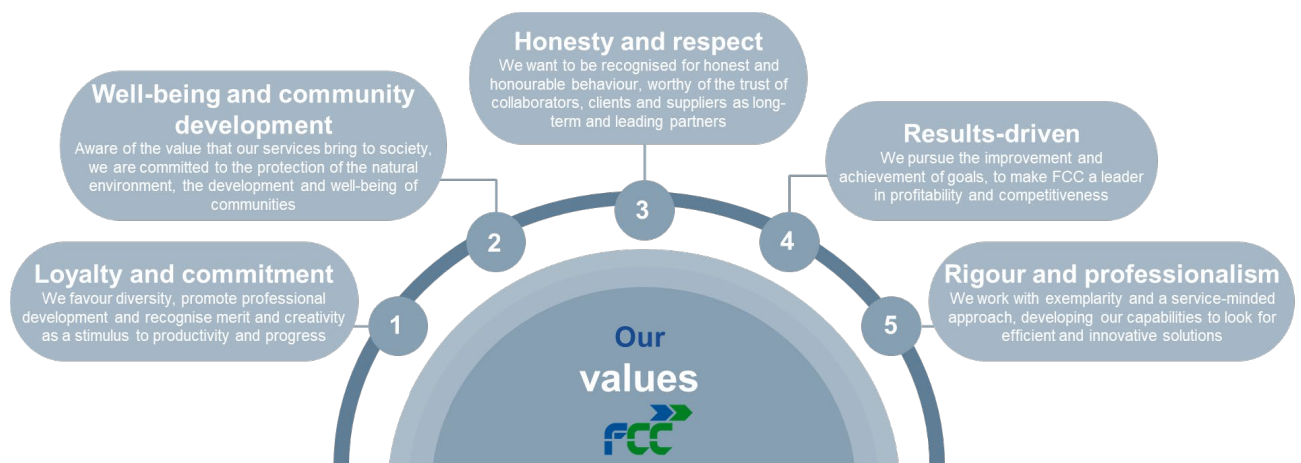 Loyalty and commitment
We favour diversity, promote professional
development and recognise merit and creativity
as a stimulus to productivity and progress
1
Well-being and community
development
Aware of the value that our services bring to society,
we are committed to the protection of the natural
environment, the development and well-being of
communities
2
Honesty and respect
We want to be recognised for honest and
honourable behaviour, worthy of the trust of
collaborators, clients and suppliers as long-
term and leading partners
3
Results-driven
We pursue the improvement and
achievement of goals, to make FCC a leader
in profitability and competitiveness
4
Rigour and professionalism
We work with exemplarity and a service-minded
approach, developing our capabilities to look for
efficient and innovative solutions
5
Our
values
FCC